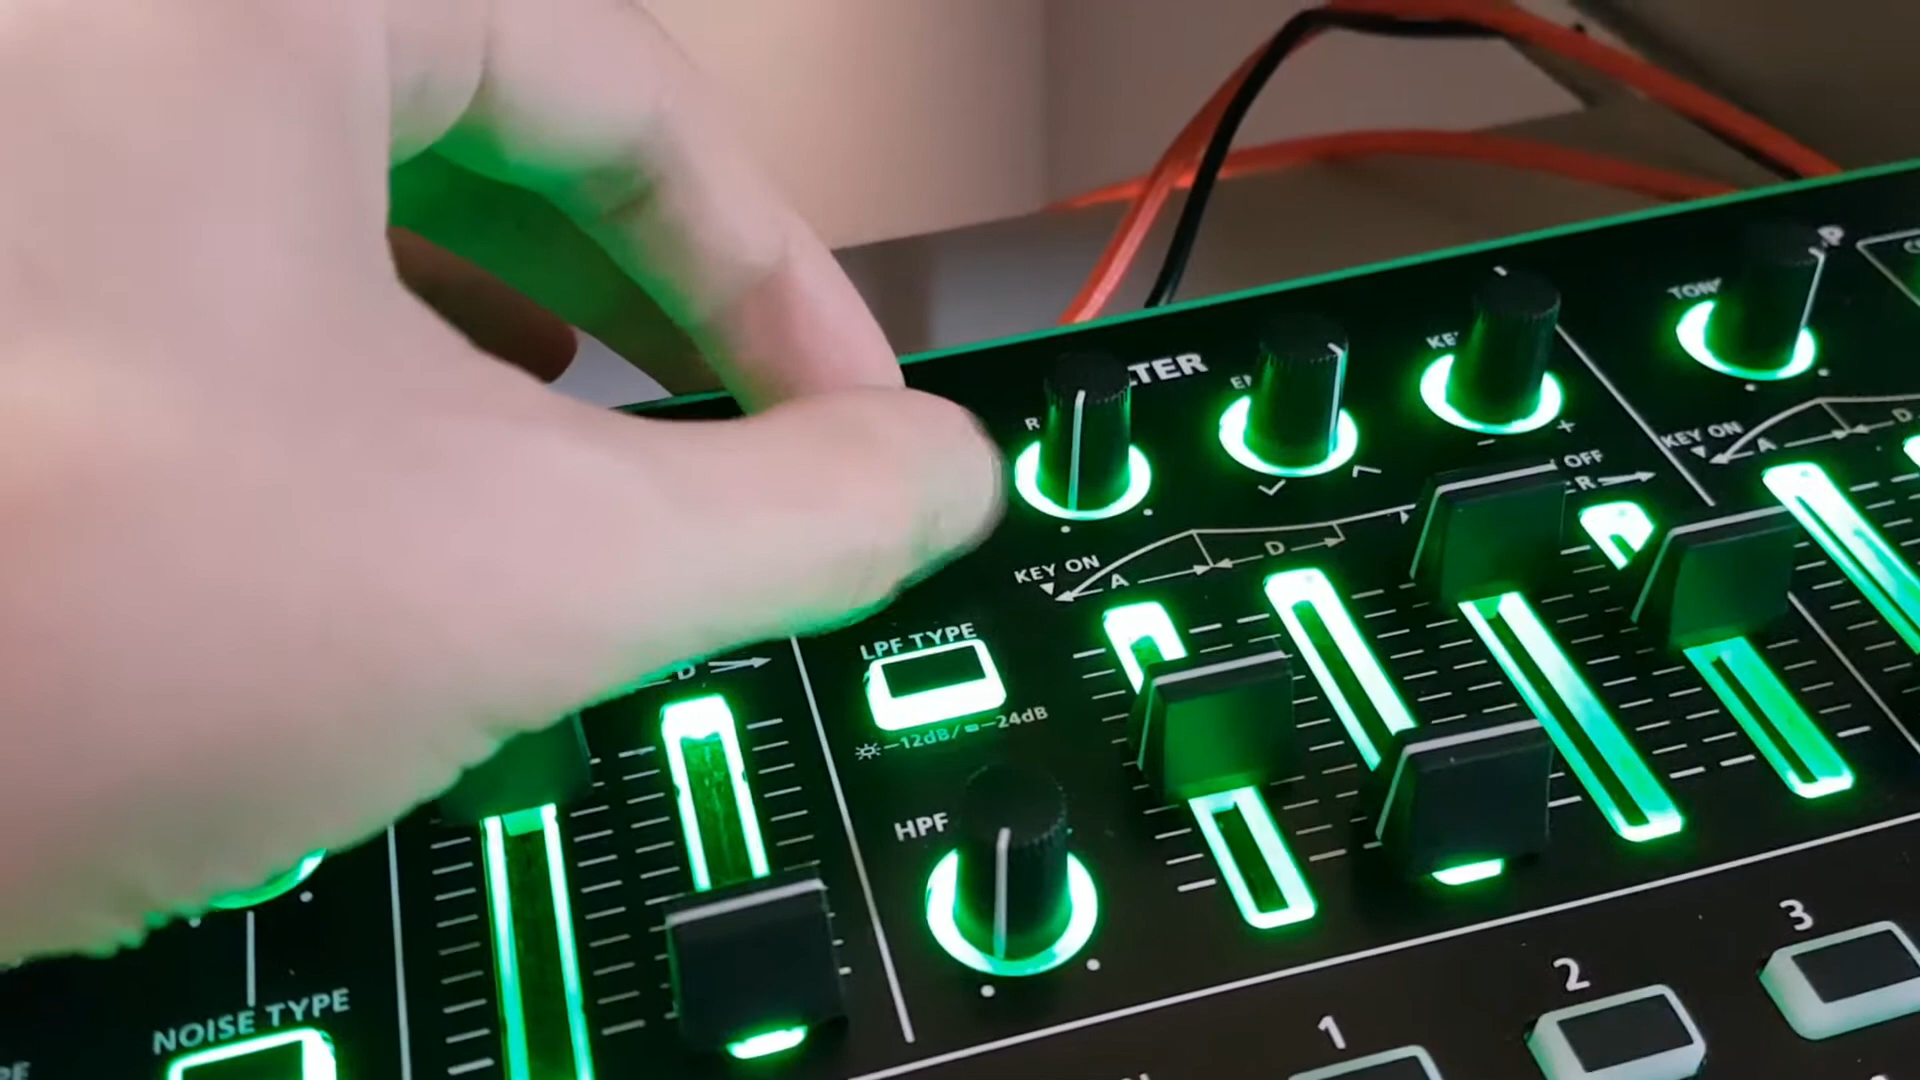 KEY ON
A
D
OFF
R
KEY ON
A
D
LPF TYPE
-12dB/ -24dB
D
HPF
NOISE TYPE
1
2
3